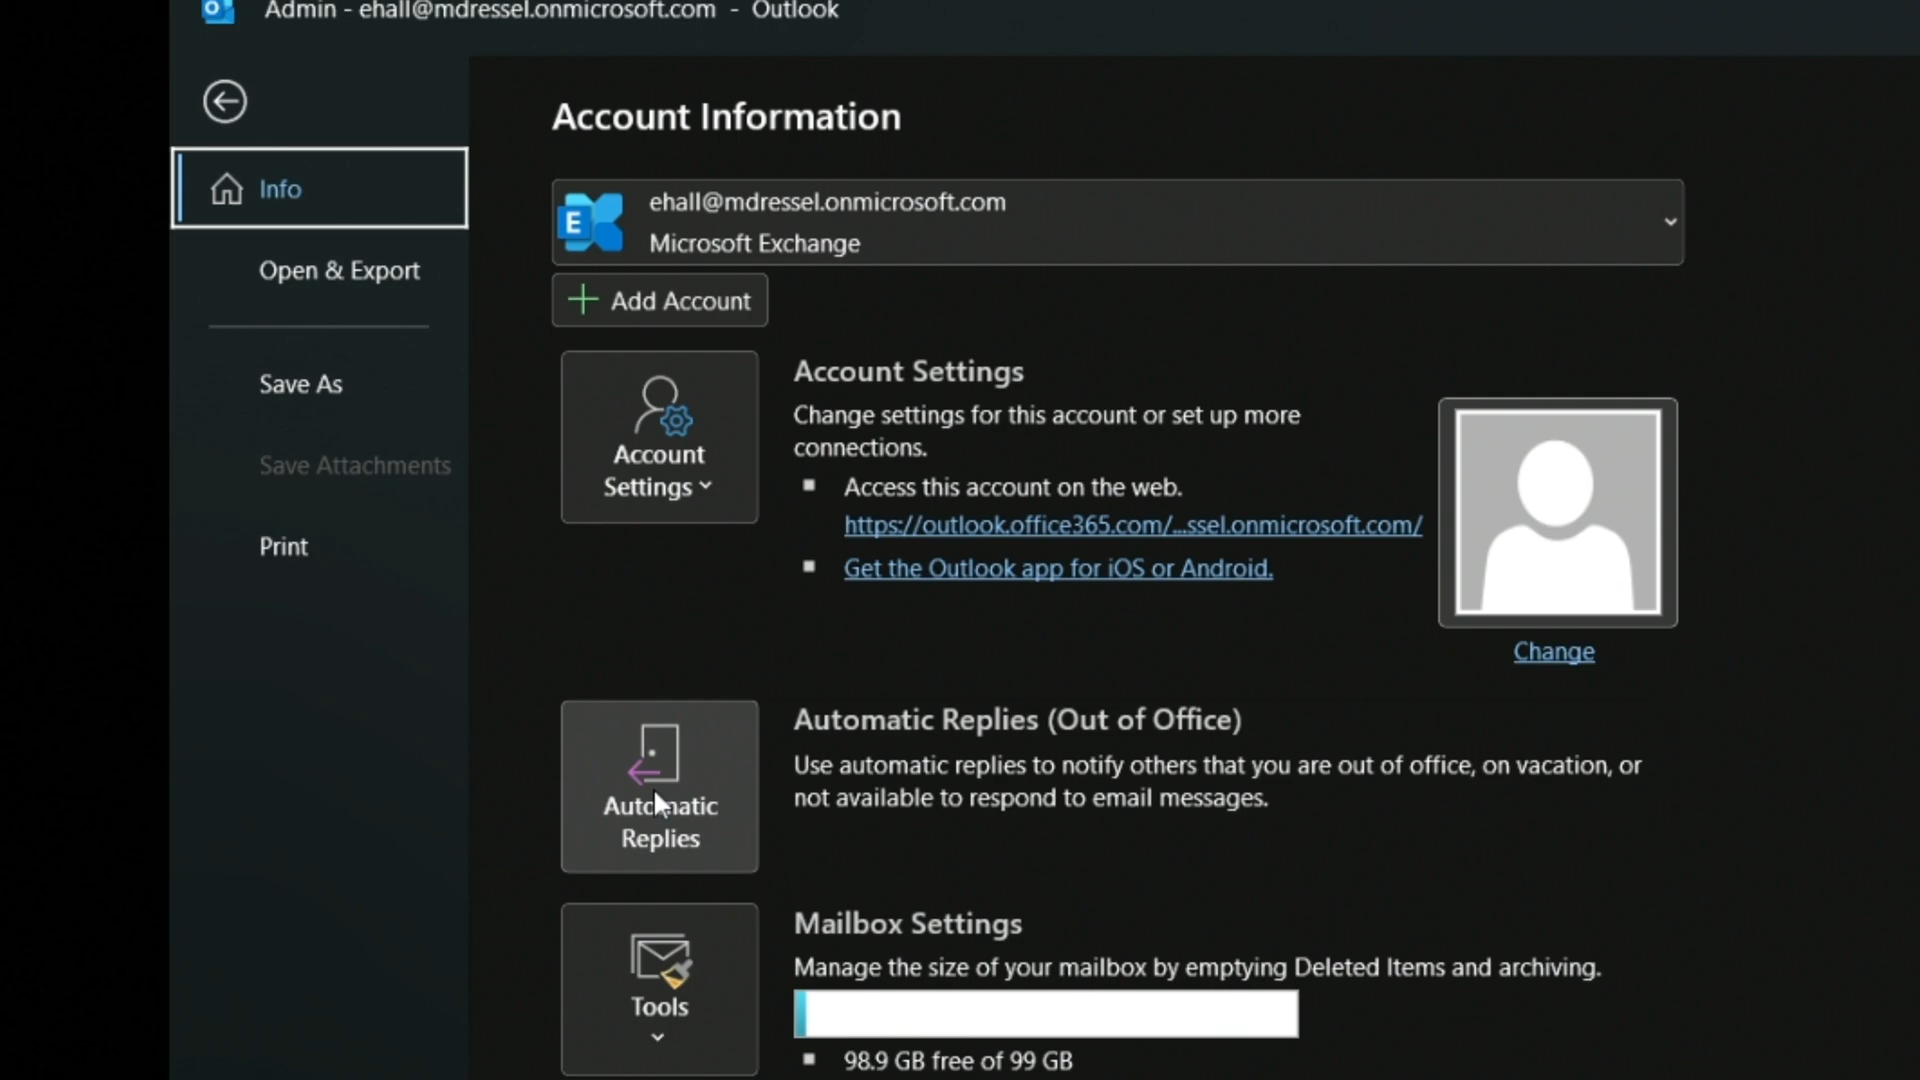 Admin - ehall@mdressel.onmicrosoft.com - Outlook
Account Information
Info
E
ehall@mdressel.onmicrosoft.com
Microsoft Exchange
Open & Export
Add Account
Save As
Save Attachments
Print
Account
Settings
Account Settings
Change settings for this account or set up more
connections.
Access this account on the web.
https://outlook.office365.com/...ssel.onmicrosoft.com/
Get the Outlook app for iOS or Android.
Change
Automatic
Replies
Automatic Replies (Out of Office)
Use automatic replies to notify others that you are out of office, on vacation, or
not available to respond to email messages.
Tools
Mailbox Settings
Manage the size of your mailbox by emptying Deleted Items and archiving.
98.9 GB free of 99 GB